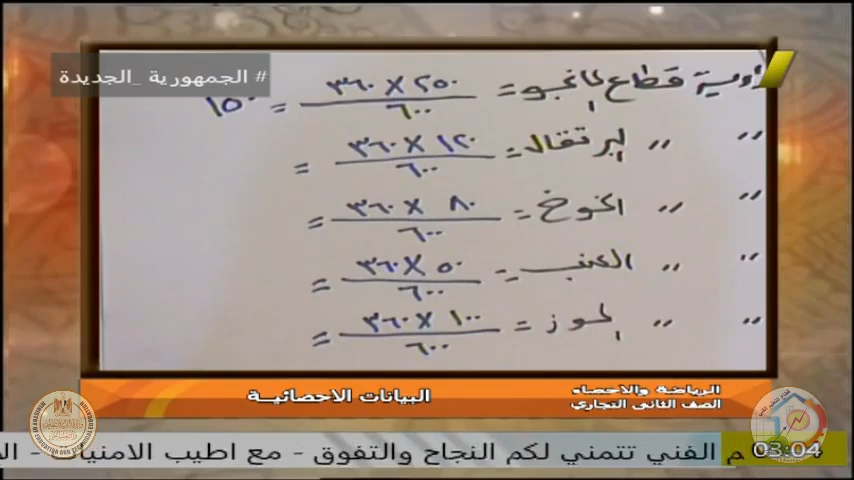 # الجمهورية _الجديدة
زاوية قطاع المانجو = ٢٥٠ × ٣٦٠ / ٦٠٠ = ١٥٠
〃 〃 البرتقال = ١٢٠ × ٣٦٠ / ٦٠٠ =
〃 〃 الخوخ = ٨٠ × ٣٦٠ / ٦٠٠ =
〃 〃 العنب = ٥٠ × ٣٦٠ / ٦٠٠ =
〃 〃 الموز = ١٠٠ × ٣٦٠ / ٦٠٠ =
الرياضة والاحصاء
الصف الثانى التجاري
البيانات الاحصائية
الفني تتمني لكم النجاح والتفوق - مع اطيب الامنيات -
03:04